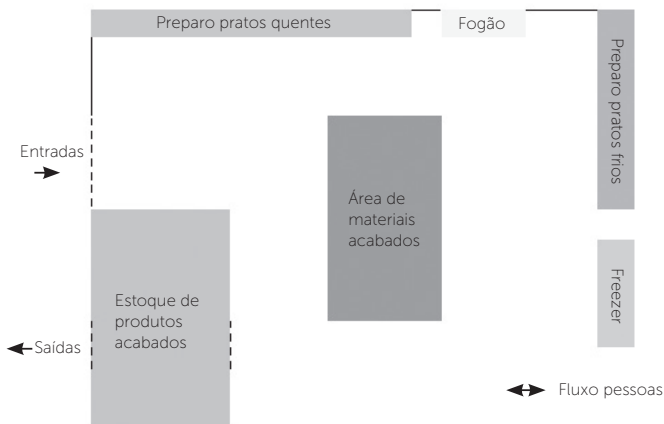 Preparo pratos quentes
Fogão
Preparo pratos frios
Entradas
Área de
materiais
acabados
Freezer
Estoque de
produtos
acabados
Saídas
Fluxo pessoas